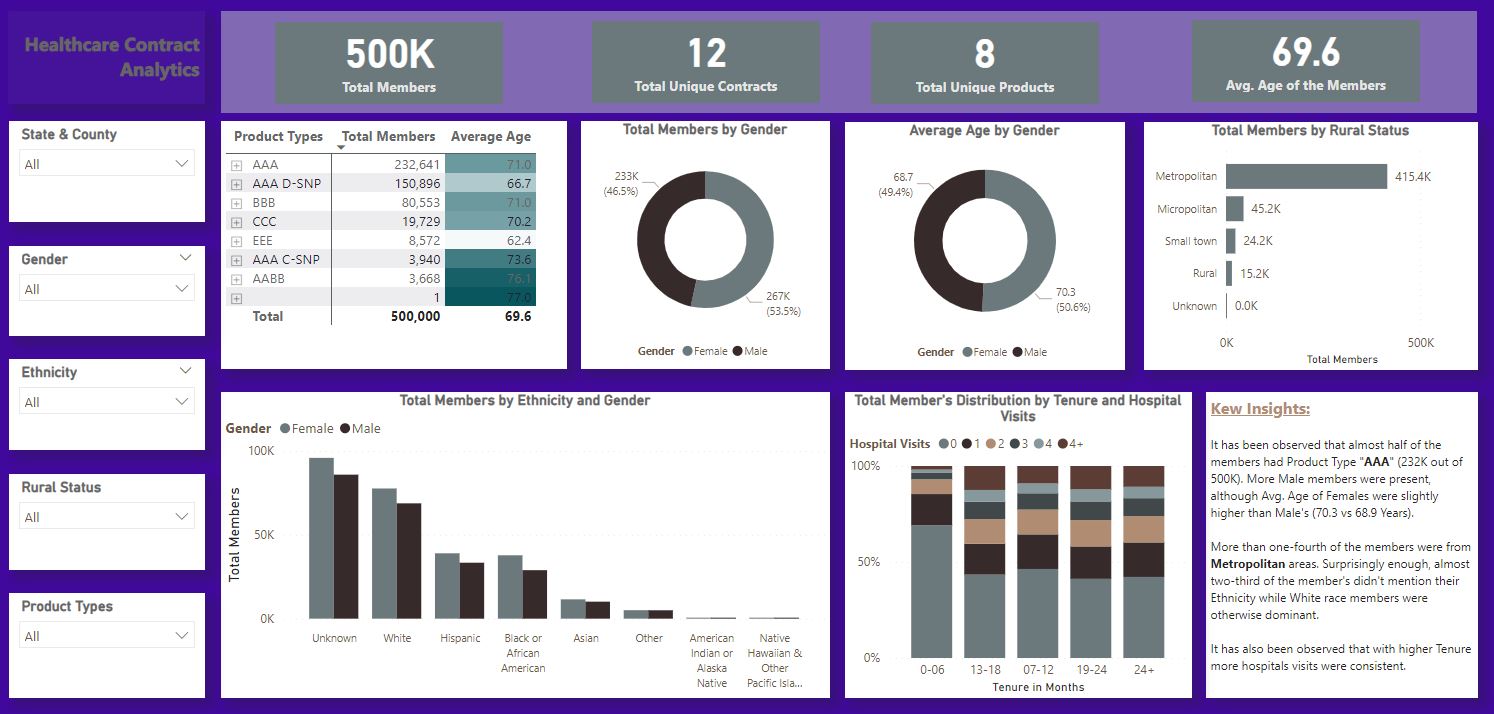 Healthcare Contract
Analytics
500K
Total Members
12
Total Unique Contracts
8
Total Unique Products
69.6
Avg. Age of the Members
State & County
All
Gender
All
Ethnicity
All
Rural Status
All
Product Types
All
Product Types Total Members Average Age
AAA 232,641 71.0
AAA D-SNP 150,896 66.7
BBB 80,553 71.0
CCC 19,729 70.2
EEE 8,572 62.4
AAA C-SNP 3,940 73.6
AABB 3,668 76.1
1 77.0
Total 500,000 69.6
Total Members by Gender
233K
(46.5%)
267K
(53.5%)
Gender Female Male
Average Age by Gender
68.7
(49.4%)
70.3
(50.6%)
Gender Female Male
Total Members by Rural Status
Metropolitan 415.4K
Micropolitan 45.2K
Small town 24.2K
Rural 15.2K
Unknown 0.0K
0K 500K
Total Members
Total Members by Ethnicity and Gender
Gender Female Male
Total Members
100K
50K
0K
Unknown
White
Hispanic
Black or
African
American
Asian
Other
American
Indian or
Alaska
Native
Native
Hawaiian &
Other
Pacific Isla...
Total Member's Distribution by Tenure and Hospital
Visits
Hospital Visits 0 1 2 3 4 4+
100%
50%
0%
0-06 13-18 07-12 19-24 24+
Tenure in Months
Kew Insights:
It has been observed that almost half of the
members had Product Type "AAA" (232K out of
500K). More Male members were present,
although Avg. Age of Females were slightly
higher than Male's (70.3 vs 68.9 Years).
More than one-fourth of the members were from
Metropolitan areas. Surprisingly enough, almost
two-third of the member's didn't mention their
Ethnicity while White race members were
otherwise dominant.
It has also been observed that with higher Tenure
more hospitals visits were consistent.